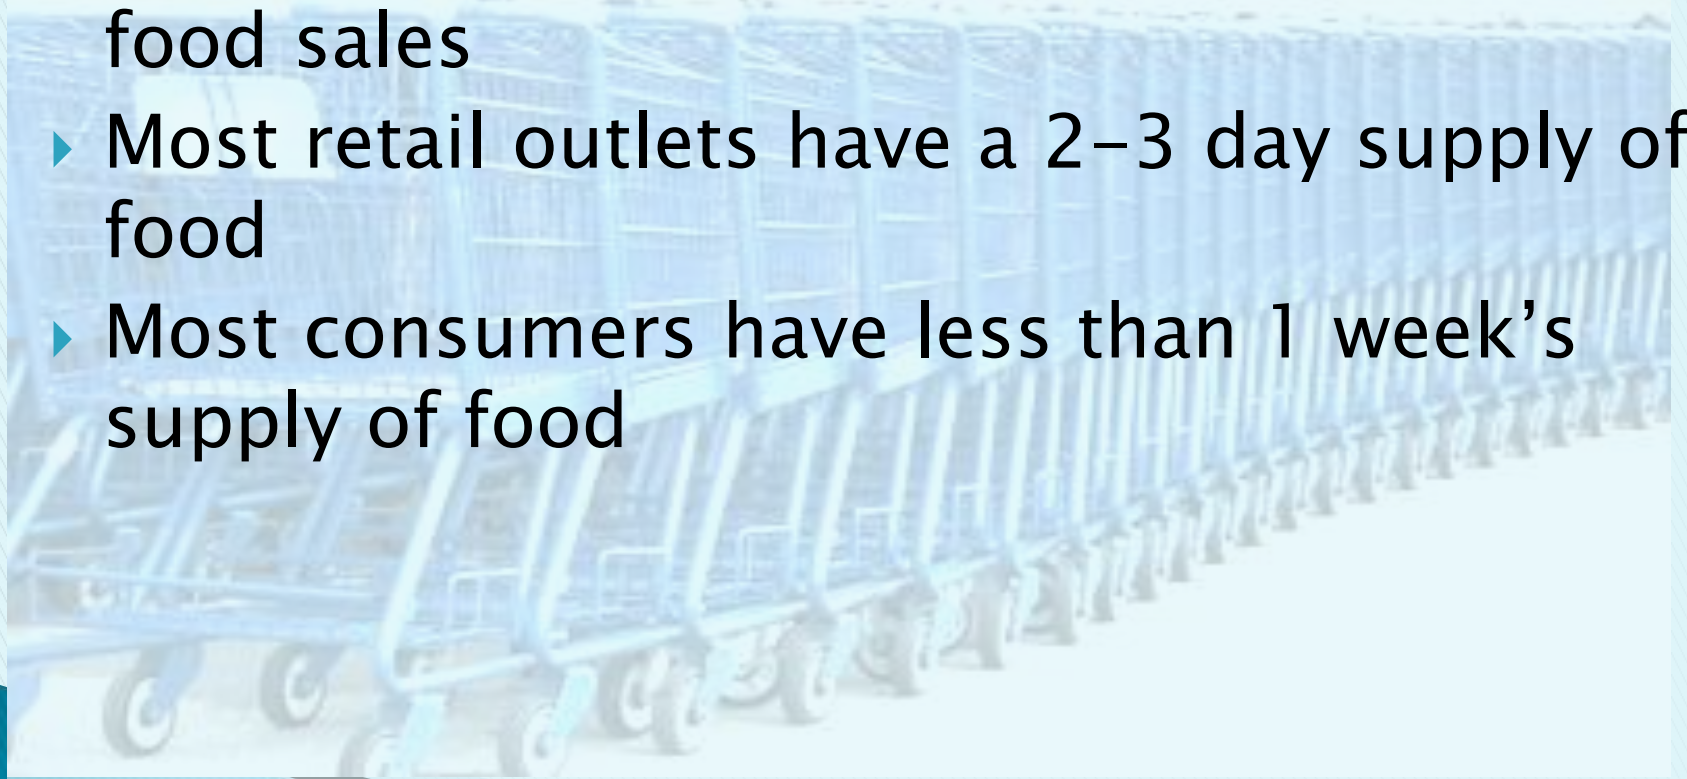 food sales
Most retail outlets have a 2-3 day supply of
food
Most consumers have less than 1 week’s
supply of food